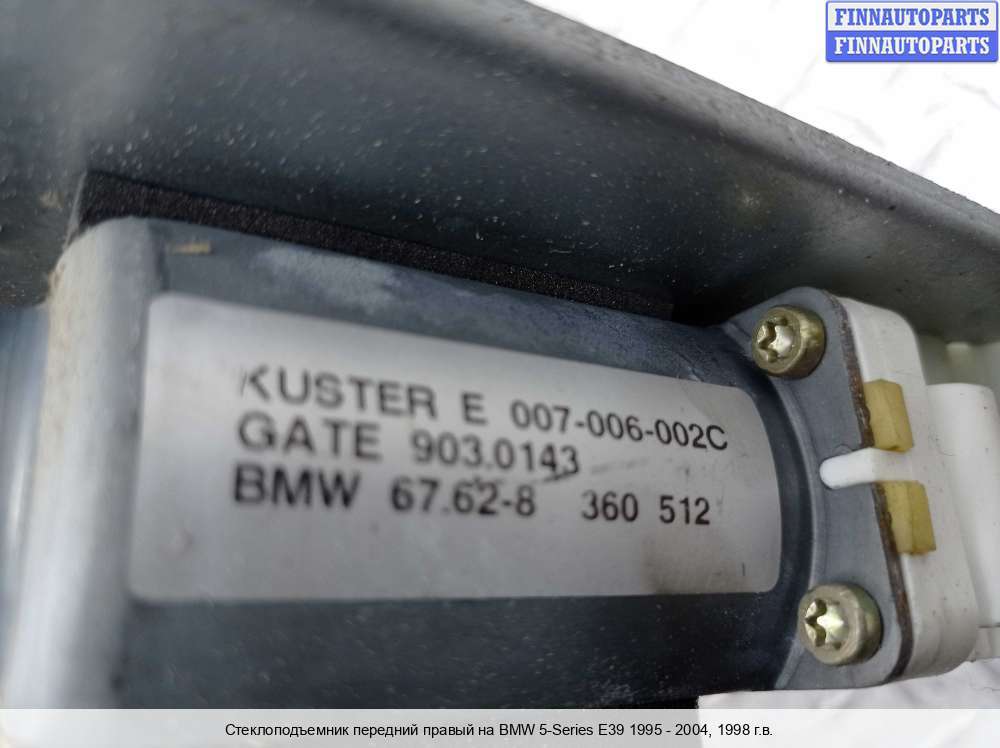 FINNAUTOPARTS
FINNAUTOPARTS
KUSTER E 007-006-002C
GATE 903.0143
BMW 67.62-8 360 512
Стеклоподъемник передний правый на BMW 5-Series E39 1995 - 2004, 1998 г.в.